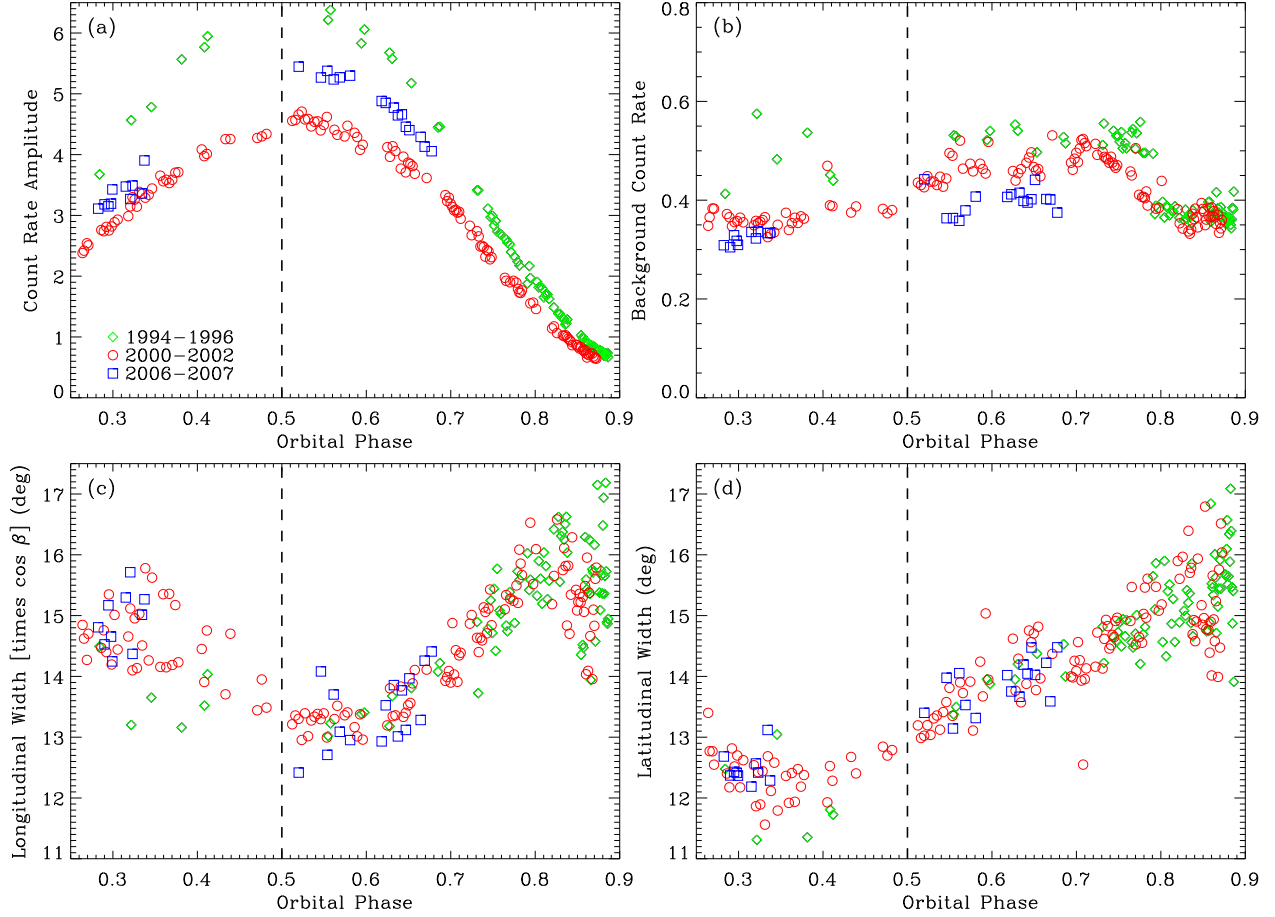 (a)
Count Rate Amplitude
6
5
4
3
2
1
0
1994−1996
2000−2002
2006−2007
0.3 0.4 0.5 0.6 0.7 0.8 0.9
Orbital Phase
(b)
Background Count Rate
0.8
0.6
0.4
0.2
0.0
0.3 0.4 0.5 0.6 0.7 0.8 0.9
Orbital Phase
(c)
Longitudinal Width [times cos β] (deg)
17
16
15
14
13
12
11
0.3 0.4 0.5 0.6 0.7 0.8 0.9
Orbital Phase
(d)
Latitudinal Width (deg)
17
16
15
14
13
12
11
0.3 0.4 0.5 0.6 0.7 0.8 0.9
Orbital Phase